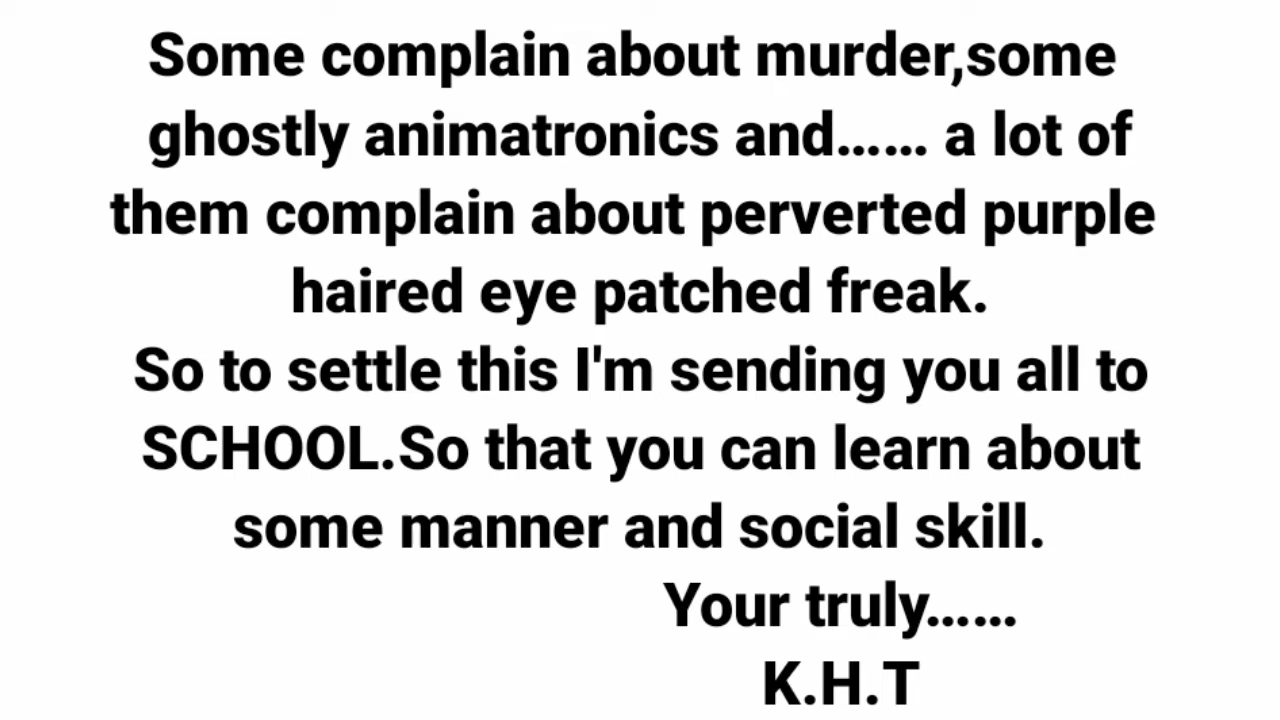 Some complain about murder,some
ghostly animatronics and...... a lot of
them complain about perverted purple
haired eye patched freak.
So to settle this I'm sending you all to
SCHOOL.So that you can learn about
some manner and social skill.
Your truly......
K.H.T